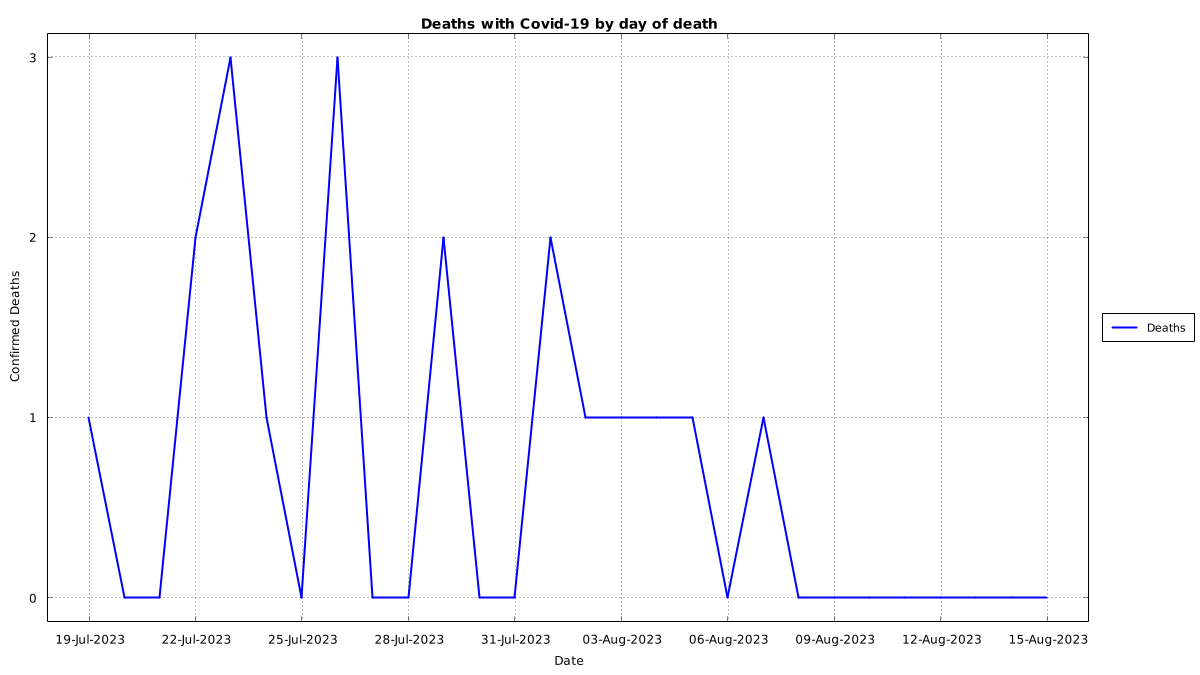 Deaths with Covid-19 by day of death
3
2
1
0
Confirmed Deaths
19-Jul-2023 22-Jul-2023 25-Jul-2023 28-Jul-2023 31-Jul-2023 03-Aug-2023 06-Aug-2023 09-Aug-2023 12-Aug-2023 15-Aug-2023
Date
Deaths